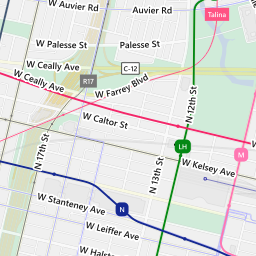 W Auvier Rd
Auvier Rd
Talina
W Palesse St
Palesse St
W Ceally Ave
C-12
W Ceally Ave
R17
W Farrey Blvd
N 12th St
W Caltor St
N 17th St
LH
M
W Kelsey Ave
N 13th St
W Stanteney Ave
N
W Leiffer Ave
W Halst